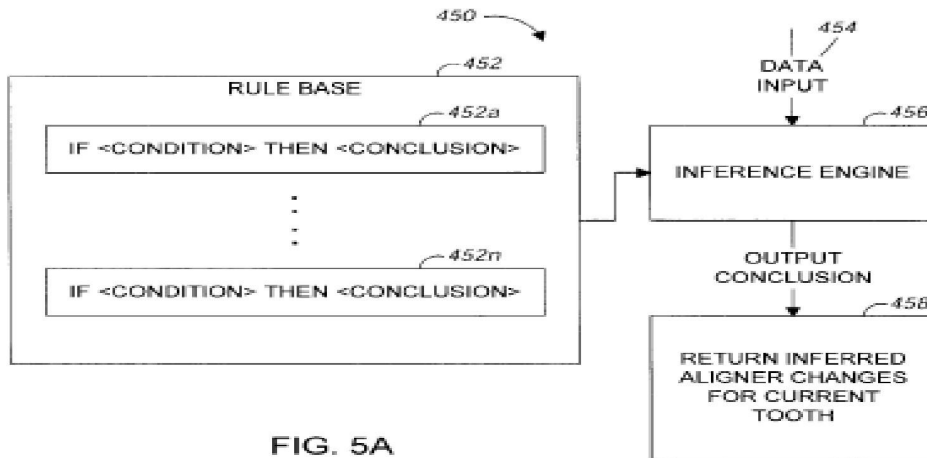 450
452
RULE BASE
452a
IF <CONDITION> THEN <CONCLUSION>
452n
IF <CONDITION> THEN <CONCLUSION>
454
DATA
INPUT
456
INFERENCE ENGINE
OUTPUT
CONCLUSION
458
RETURN INFERRED
ALIGNER CHANGES
FOR CURRENT
TOOTH
FIG. 5A